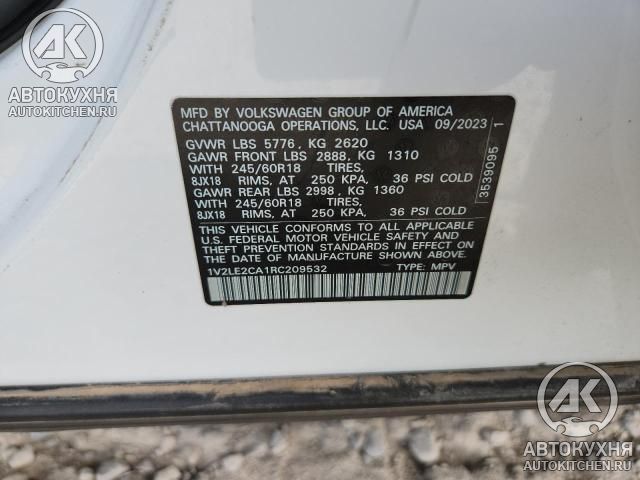 AK
АВТОКУХНЯ
AUTOKITCHEN.RU
MFD BY VOLKSWAGEN GROUP OF AMERICA
CHATTANOOGA OPERATIONS, LLC. USA 09/2023
GVWR LBS 5776, KG 2620
GAWR FRONT LBS 2888, KG 1310
WITH 245/60R18 TIRES,
8JX18 RIMS, AT 250 KPA, 36 PSI COLD
GAWR REAR LBS 2998, KG 1360
WITH 245/60R18 TIRES,
8JX18 RIMS, AT 250 KPA, 36 PSI COLD
THIS VEHICLE CONFORMS TO ALL APPLICABLE
U.S. FEDERAL MOTOR VEHICLE SAFETY AND
THEFT PREVENTION STANDARDS IN EFFECT ON
THE DATE OF MANUFACTURE SHOWN ABOVE.
1V2LE2CA1RC209532 TYPE: MPV
3539095 1
AK
АВТОКУХНЯ
AUTOKITCHEN.RU